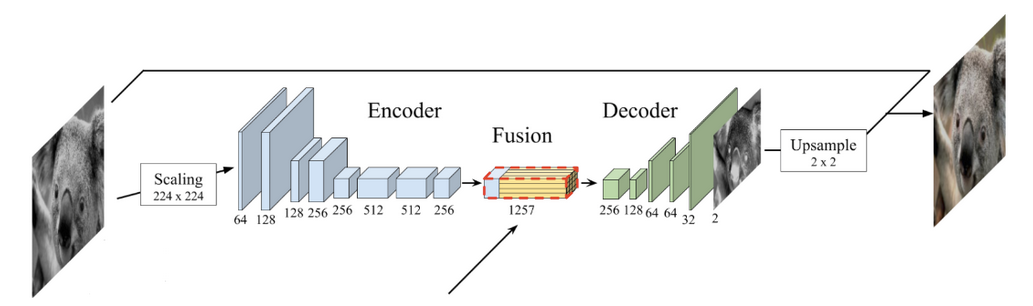 Encoder
Decoder
Fusion
Scaling
224 x 224
Upsample
2 x 2
64 128 128 256 256 512 512 256
1257
256 128 64 64 32 2